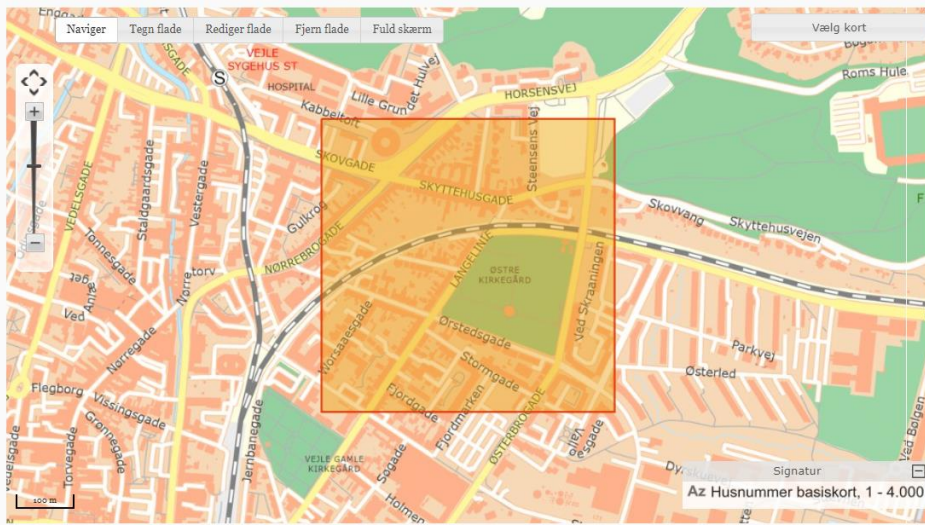 Naviger
Tegn flade
Rediger flade
Fjern flade
Fuld skærm
Vælg kort
VEJLE
SYGEHUS ST
S
HOSPITAL
Lille Grundet Hulvej
Kabbeltoft
HORSENSVEJ
Roms Hule
SKOVGADE
SKYTTEHUSGADE
Steensens Vej
Skovvang
Skyttehusvejen
VEDELSGADE
Staldgaardsgade
Vestergade
Gulkrog
NØRREBROGADE
LANGELINIE
ØSTRE
KIRKEGÅRD
Ved Skraaningen
Tønnesgade
Nørre
torv
Ved
Nørregade
Worsaaesgade
Ørstedsgade
Stormgade
Parkvej
Østerled
Flegborg
Vissingsgade
Grønnegade
Torvegade
Jernbanegade
Fjordgade
Fjordmarken
ØSTERBROGADE
VEJLE GAMLE
KIRKEGÅRD
Søgade
Holmen
Ved Bølgen
100 m
Signatur
Az Husnummer basiskort, 1 - 4.000